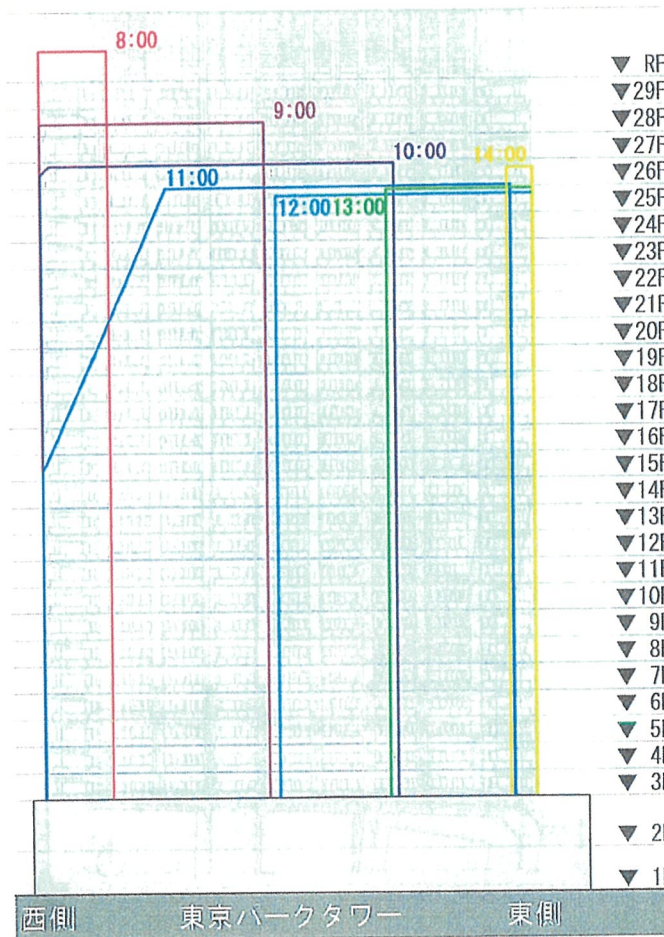 8:00
9:00
10:00
14:00
11:00
12:00
13:00
▼ RF
▼29F
▼28F
▼27F
▼26F
▼25F
▼24F
▼23F
▼22F
▼21F
▼20F
▼19F
▼18F
▼17F
▼16F
▼15F
▼14F
▼13F
▼12F
▼11F
▼10F
▼ 9F
▼ 8F
▼ 7F
▼ 6F
▼ 5F
▼ 4F
▼ 3F
▼ 2F
▼ 1F
西側 東京パークタワー 東側